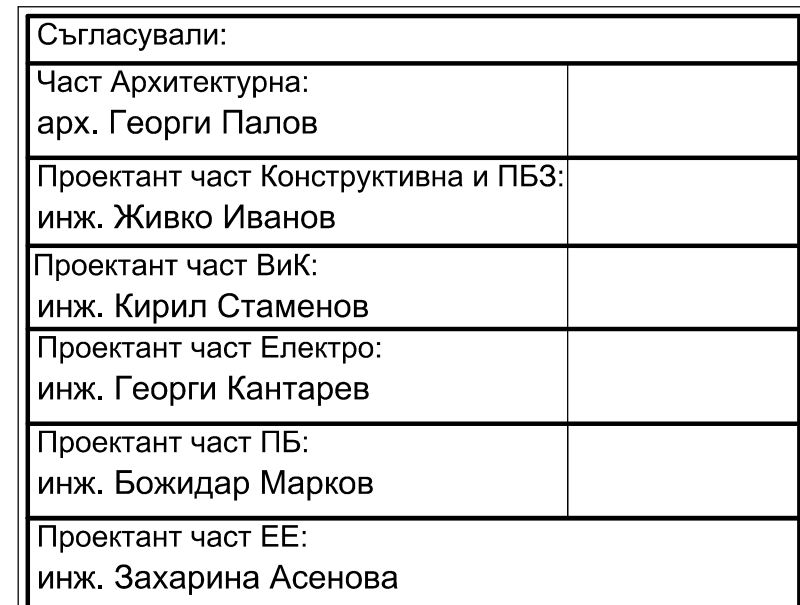 Съгласували:
Част Архитектурна:
арх. Георги Палов
Проектант част Конструктивна и ПБЗ:
инж. Живко Иванов
Проектант част ВиК:
инж. Кирил Стаменов
Проектант част Електро:
инж. Георги Кантарев
Проектант част ПБ:
инж. Божидар Марков
Проектант част ЕЕ:
инж. Захарина Асенова